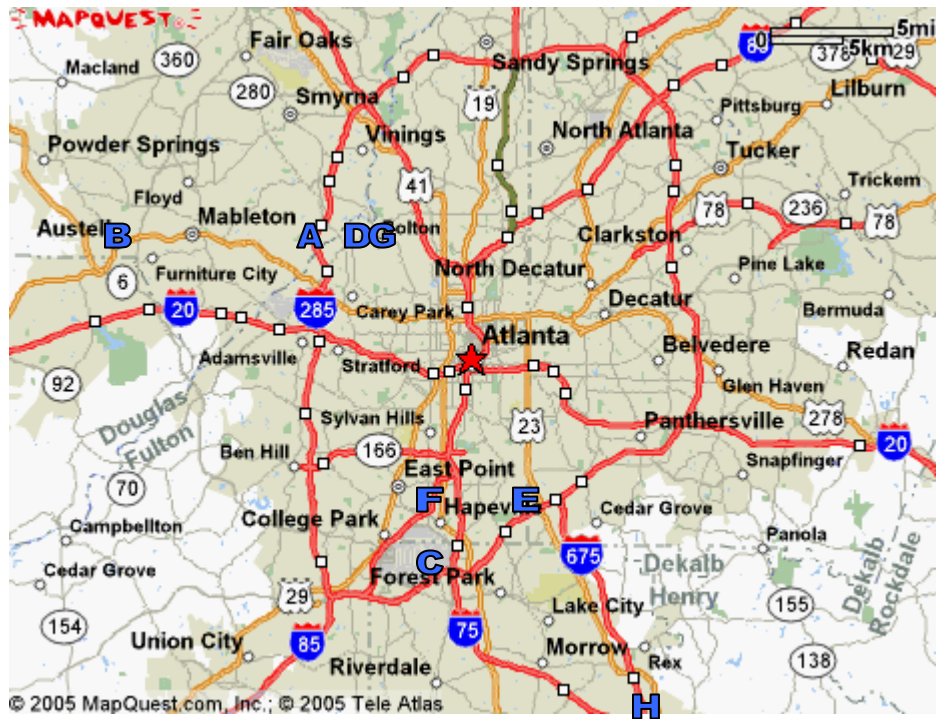 MAPQUEST
0 5mi
5km
85
378
29
Fair Oaks
360
Macland
Sandy Springs
280
Smyrna
19
Lilburn
Pittsburg
Vinings
North Atlanta
Powder Springs
Tucker
41
Floyd
Trickem
Mableton
78
236
78
Austell
B
A
DG
Bolton
Clarkston
6
Furniture City
North Decatur
Pine Lake
20
285
Carey Park
Decatur
Bermuda
Atlanta
Adamsville
Stratford
Belvedere
Redan
92
Glen Haven
Douglas
Fulton
Sylvan Hills
23
Panthersville
278
20
Ben Hill
166
East Point
Snapfinger
70
F
Hapeville
E
College Park
Cedar Grove
Campbellton
Panola
C
675
Cedar Grove
Forest Park
Dekalb
Henry
Dekalb
Rockdale
29
155
154
Lake City
Union City
85
75
Morrow
Rex
138
Riverdale
H
© 2005 MapQuest.com, Inc.; © 2005 Tele Atlas